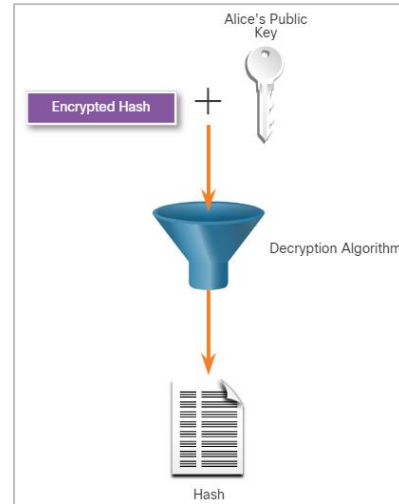 Alice's Public
Key
Encrypted Hash
Decryption Algorithm
Hash